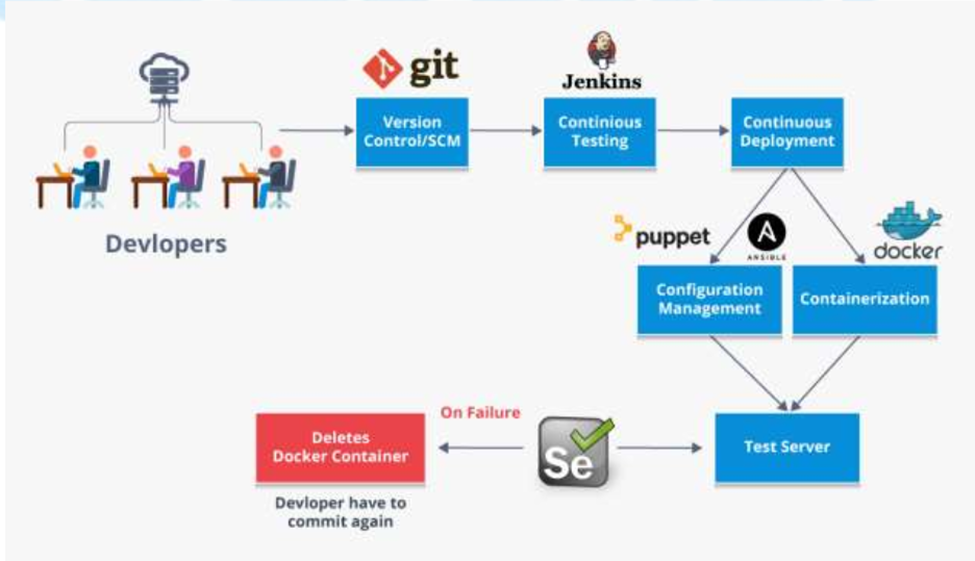 git
Jenkins
Version
Control/SCM
Continious
Testing
Continuous
Deployment
Devlopers
puppet
A
ANSIBLE
docker
Configuration
Management
Containerization
On Failure
Deletes
Docker Container
Se
Test Server
Devloper have to
commit again